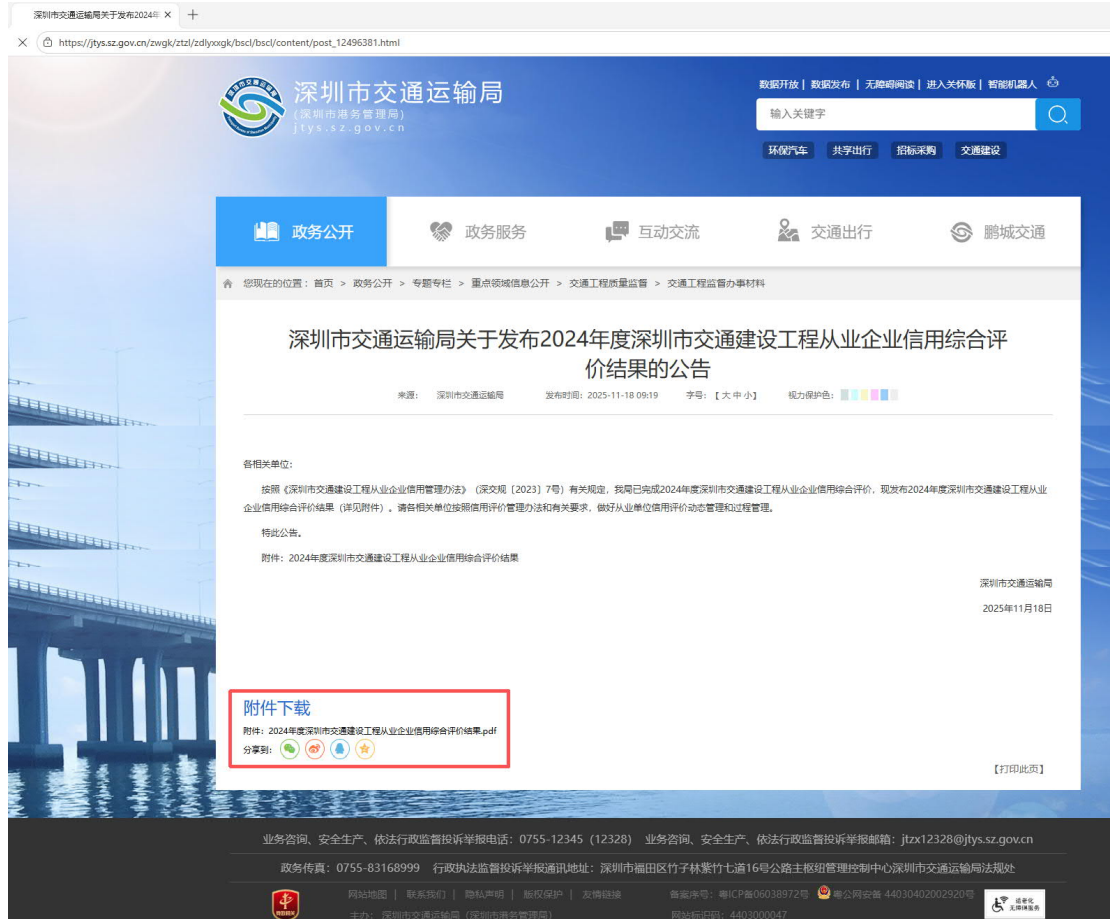 深圳市交通运输局关于发布2024年
https://jtys.sz.gov.cn/zwgk/ztzl/zdlyxxgk/bscl/bscl/content/post_12496381.html
深圳市交通运输局
(深圳市港务管理局)
jtys.sz.gov.cn
数据开放 | 数据发布 | 无障碍阅读 | 进入关怀版 | 智能机器人
输入关键字
环保汽车 共享出行 招标采购 交通建设
政务公开 政务服务 互动交流 交通出行 鹏城交通
您现在的位置：首页 > 政务公开 > 专题专栏 > 重点领域信息公开 > 交通工程质量监督 > 交通工程监督办事材料
深圳市交通运输局关于发布2024年度深圳市交通建设工程从业企业信用综合评
价结果的公告
来源： 深圳市交通运输局 发布时间：2025-11-18 09:19 字号：【大 中 小】 视力保护色：
各相关单位：
按照《深圳市交通建设工程从业企业信用管理办法》（深交规〔2023〕7号）有关规定，我局已完成2024年度深圳市交通建设工程从业企业信用综合评价，现发布2024年度深圳市交通建设工程从业企
业信用综合评价结果（详见附件）。请各相关单位按照信用评价管理办法和有关要求，做好从业单位信用评价动态管理和过程管理。
特此公告。
附件：2024年度深圳市交通建设工程从业企业信用综合评价结果
深圳市交通运输局
2025年11月18日
附件下载
附件：2024年度深圳市交通建设工程从业企业信用综合评价结果.pdf
分享到：
【打印此页】
业务咨询、安全生产、依法行政监督投诉举报电话：0755-12345（12328） 业务咨询、安全生产、依法行政监督投诉举报邮箱：jtzx12328@jtys.sz.gov.cn
政务传真：0755-83168999 行政执法监督投诉举报通讯地址：深圳市福田区竹子林紫竹七道16号公路主枢纽管理控制中心深圳市交通运输局法规处
网站地图 | 联系我们 | 隐私声明 | 版权保护 | 友情链接 备案序号：粤ICP备06038972号 粤公网安备 44030402002920号
适老化
无障碍服务
主办：深圳市交通运输局（深圳市港务管理局） 网站标识码：4403000047